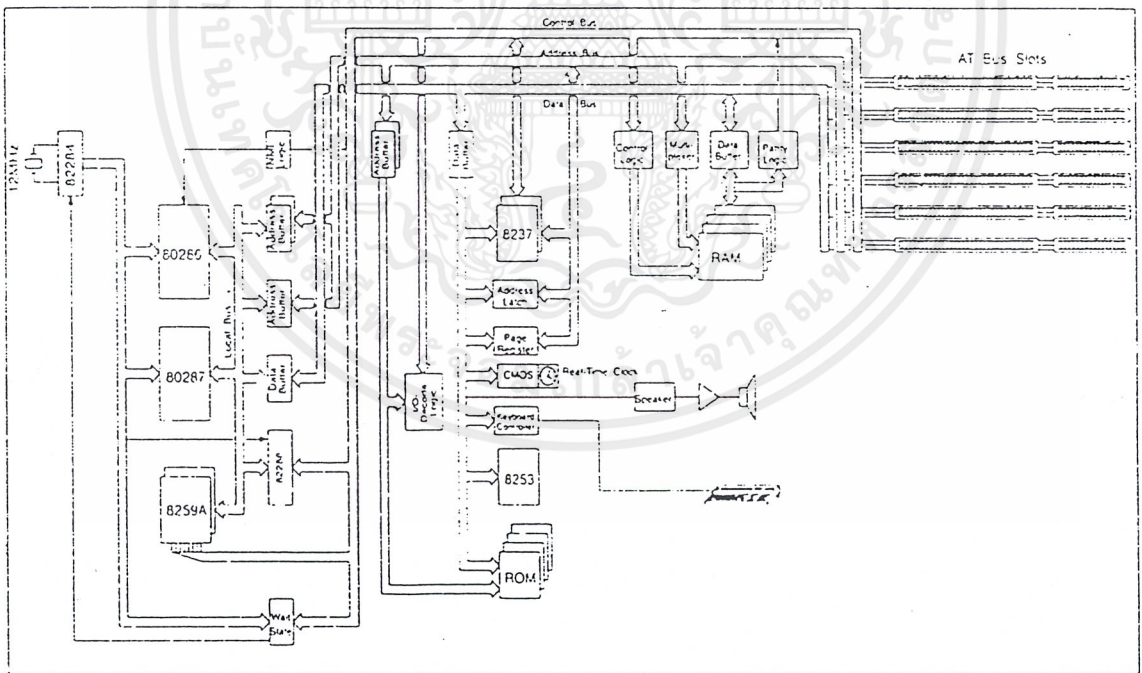 Control Bus
Address Bus
Data Bus
AT Bus Slots
12MHz
82284
NMI
Logic
80286
Address
Buffer
Address
Buffer
Local Bus
80287
Data
Buffer
82288
8259A
Wait
State
Address
Buffer
Data
Buffer
I/O-
Decode
Logic
8237
Address
Latch
Page
Register
CMOS
Real-Time Clock
Speaker
Keyboard
Controller
8253
ROM
Control
Logic
Multi-
plexer
Data
Buffer
Parity
Logic
RAM